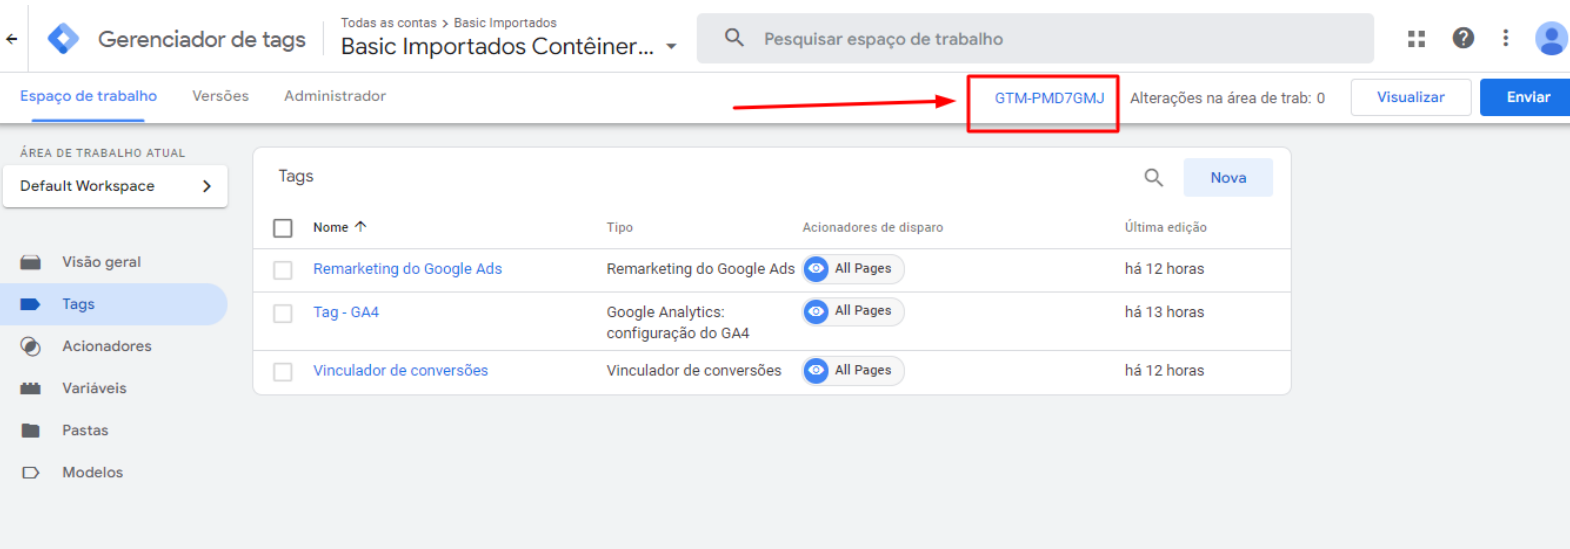 Todas as contas > Basic Importados
Gerenciador de tags
Basic Importados Contêiner...
Pesquisar espaço de trabalho
Espaço de trabalho Versões Administrador
GTM-PMD7GMJ Alterações na área de trab: 0 Visualizar Enviar
ÁREA DE TRABALHO ATUAL
Default Workspace
Visão geral
Tags
Acionadores
Variáveis
Pastas
Modelos
Tags Nova
Nome Tipo Acionadores de disparo Última edição
Remarketing do Google Ads Remarketing do Google Ads All Pages há 12 horas
Tag - GA4 Google Analytics: All Pages há 13 horas
configuração do GA4
Vinculador de conversões Vinculador de conversões All Pages há 12 horas